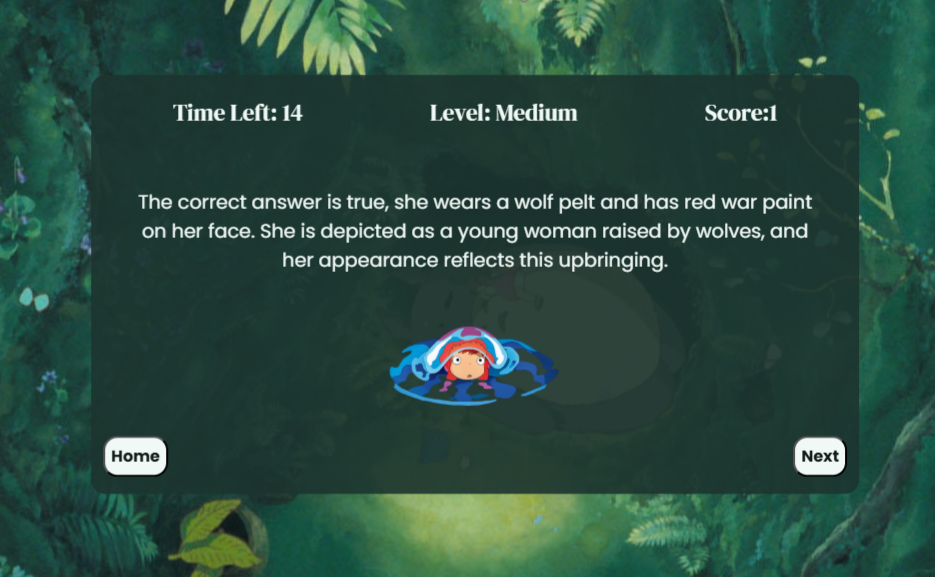 Time Left: 14
Level: Medium
Score:1
The correct answer is true, she wears a wolf pelt and has red war paint
on her face. She is depicted as a young woman raised by wolves, and
her appearance reflects this upbringing.
Home
Next